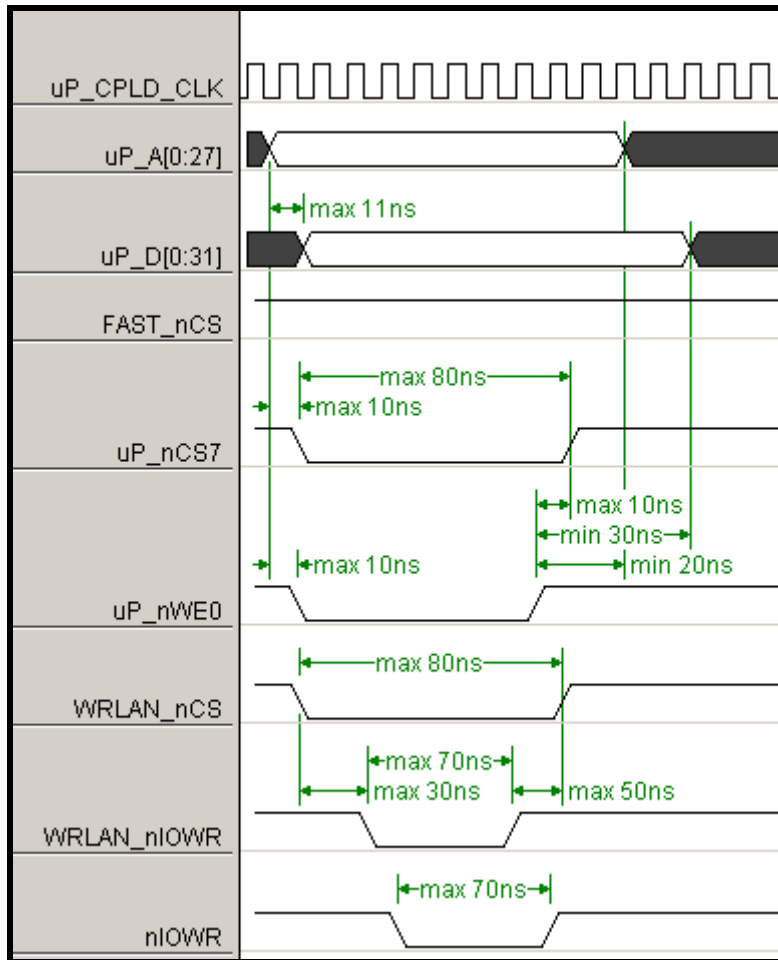 uP_CPLD_CLK
uP_A[0:27]
max 11ns
uP_D[0:31]
FAST_nCS
max 80ns
max 10ns
uP_nCS7
max 10ns
min 30ns
max 10ns
min 20ns
uP_nWE0
max 80ns
WRLAN_nCS
max 70ns
max 30ns
max 50ns
WRLAN_nIOWR
max 70ns
nIOWR